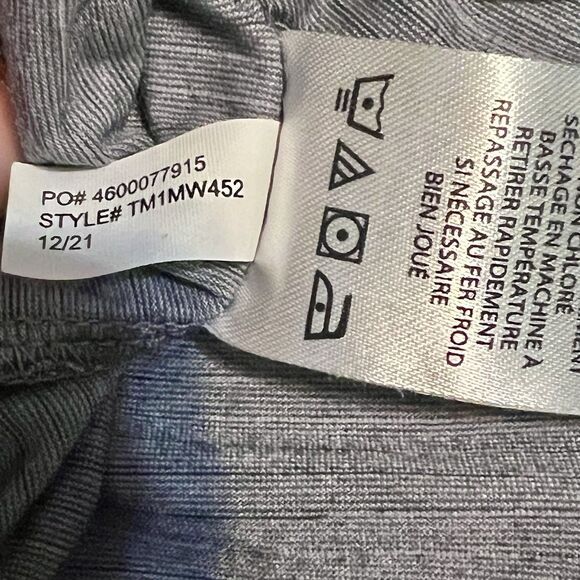 PO# 4600077915
STYLE# TM1MW452
12/21
CHLORE
SÉCHAGE EN MACHINE À
BASSE TEMPÉRATURE
RETIRER RAPIDEMENT
REPASSAGE AU FER FROID
SI NÉCESSAIRE
BIEN JOUÉ